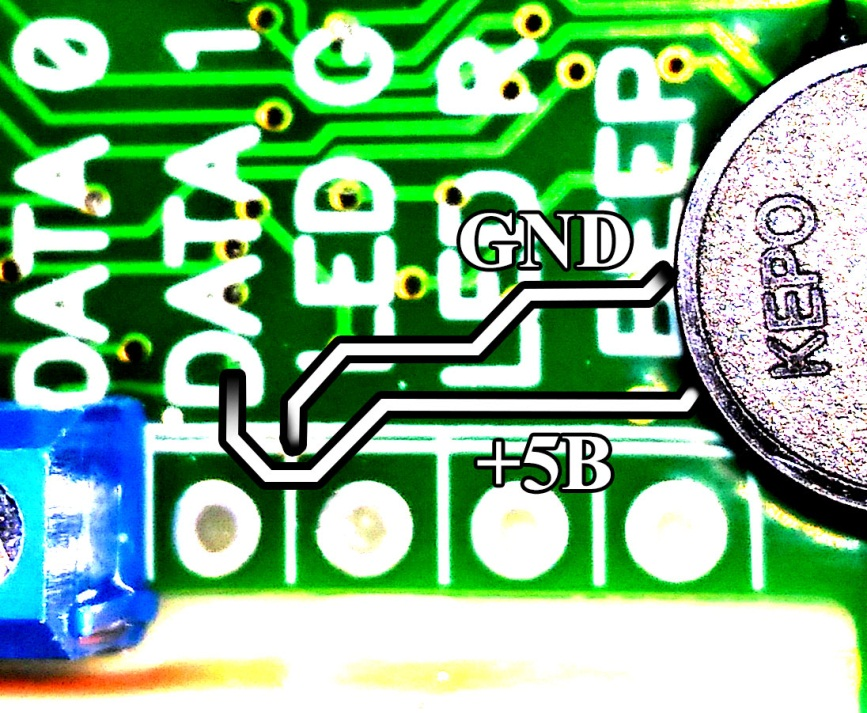 DATA 0
DATA 1
LED G
LED R
BEEP
GND
+5B
KEPO